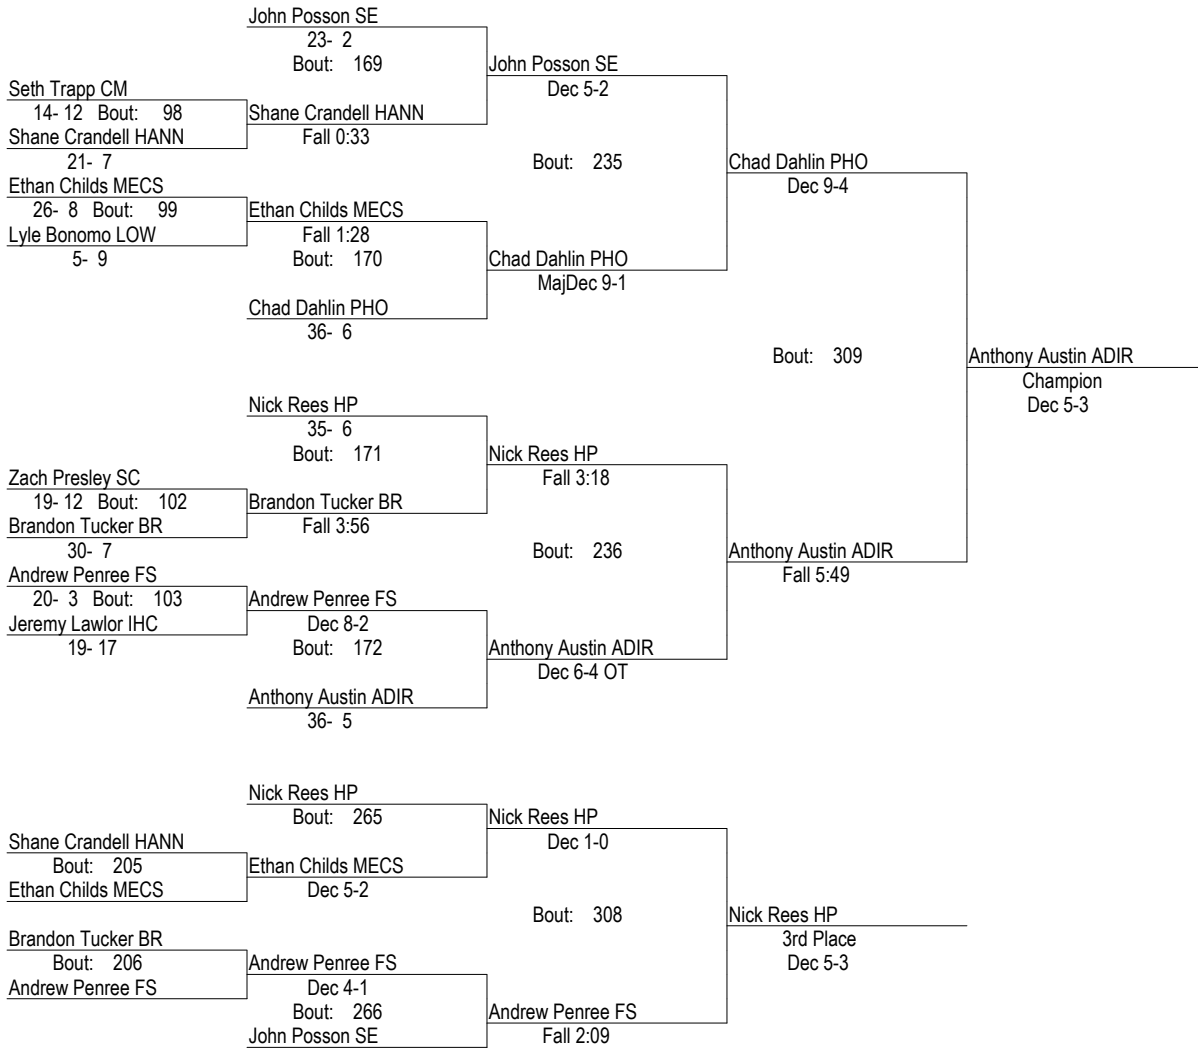 John Posson SE
23- 2
Bout: 169
John Posson SE
Dec 5-2
Seth Trapp CM
14- 12 Bout: 98
Shane Crandell HANN
Fall 0:33
Shane Crandell HANN
21- 7
Bout: 235
Chad Dahlin PHO
Dec 9-4
Ethan Childs MECS
26- 8 Bout: 99
Ethan Childs MECS
Fall 1:28
Lyle Bonomo LOW
5- 9
Bout: 170
Chad Dahlin PHO
MajDec 9-1
Chad Dahlin PHO
36- 6
Bout: 309
Anthony Austin ADIR
Champion
Dec 5-3
Nick Rees HP
35- 6
Bout: 171
Nick Rees HP
Fall 3:18
Zach Presley SC
19- 12 Bout: 102
Brandon Tucker BR
Fall 3:56
Brandon Tucker BR
30- 7
Bout: 236
Anthony Austin ADIR
Fall 5:49
Andrew Penree FS
20- 3 Bout: 103
Andrew Penree FS
Dec 8-2
Jeremy Lawlor IHC
19- 17
Bout: 172
Anthony Austin ADIR
Dec 6-4 OT
Anthony Austin ADIR
36- 5
Nick Rees HP
Bout: 265
Nick Rees HP
Dec 1-0
Shane Crandell HANN
Bout: 205
Ethan Childs MECS
Dec 5-2
Ethan Childs MECS
Bout: 308
Nick Rees HP
3rd Place
Dec 5-3
Brandon Tucker BR
Bout: 206
Andrew Penree FS
Dec 4-1
Andrew Penree FS
Bout: 266
Andrew Penree FS
Fall 2:09
John Posson SE